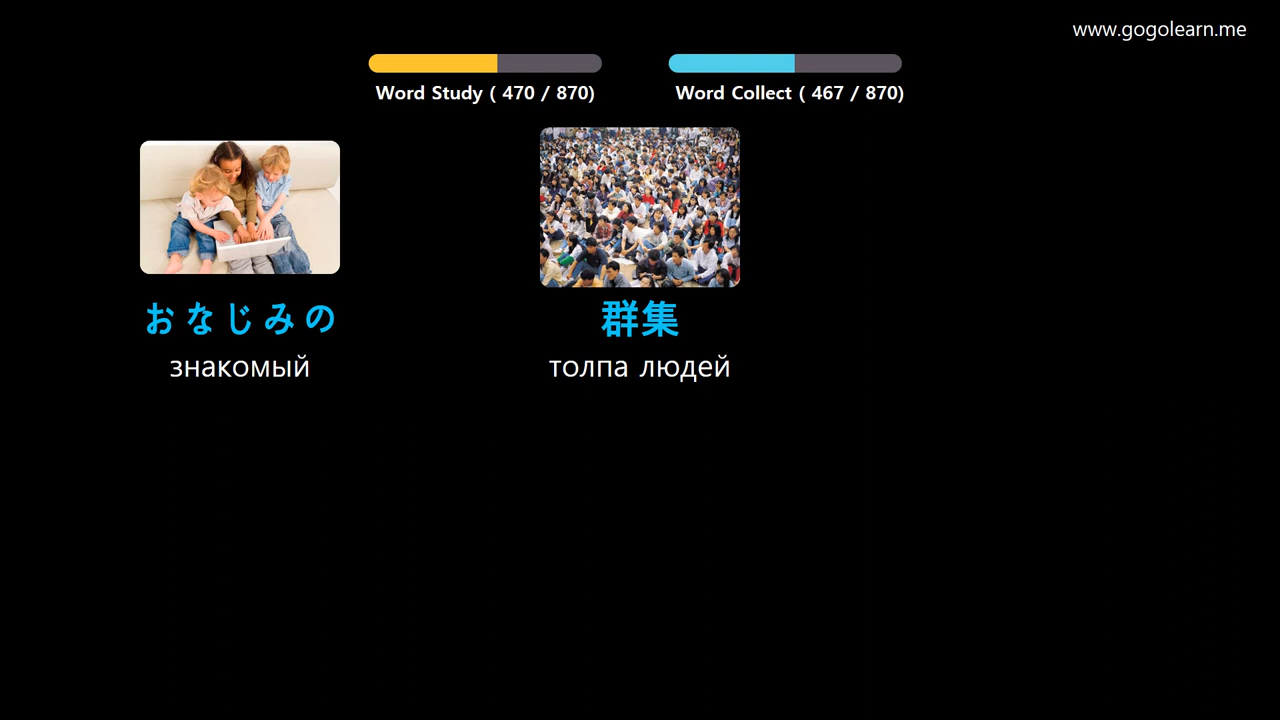 www.gogolearn.me
Word Study ( 470 / 870)
Word Collect ( 467 / 870)
おなじみの
знакомый
群集
толпа людей